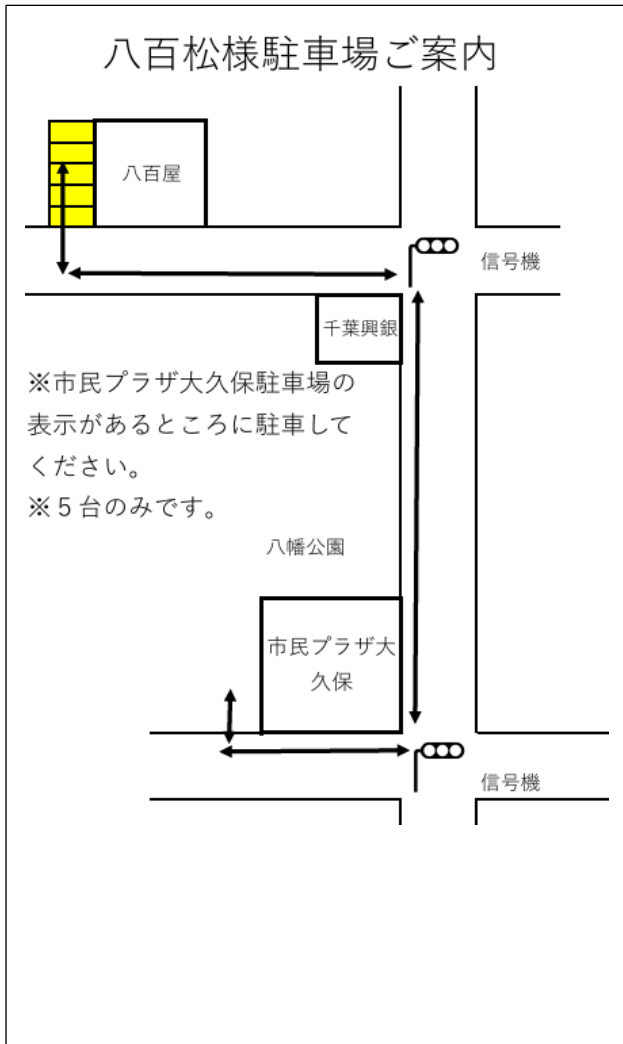 八百松様駐車場ご案内
八百屋
信号機
千葉興銀
※市民プラザ大久保駐車場の
表示があるところに駐車して
ください。
※５台のみです。
八幡公園
市民プラザ大
久保
信号機